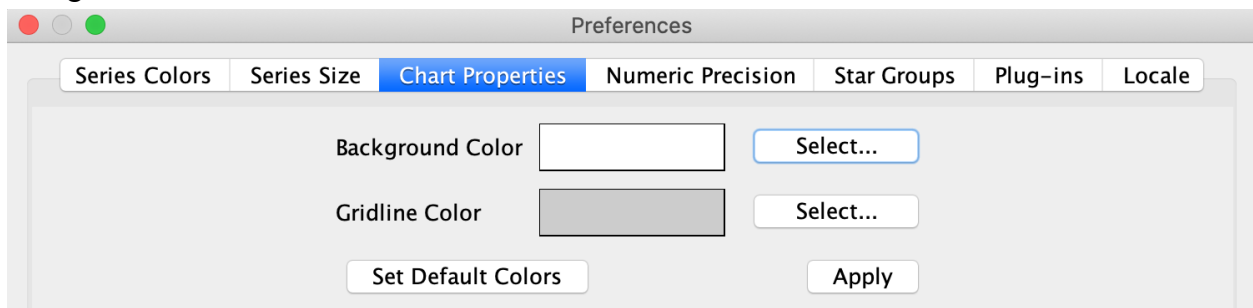 Preferences
Series Colors Series Size Chart Properties Numeric Precision Star Groups Plug-ins Locale
Background Color Select...
Gridline Color Select...
Set Default Colors Apply